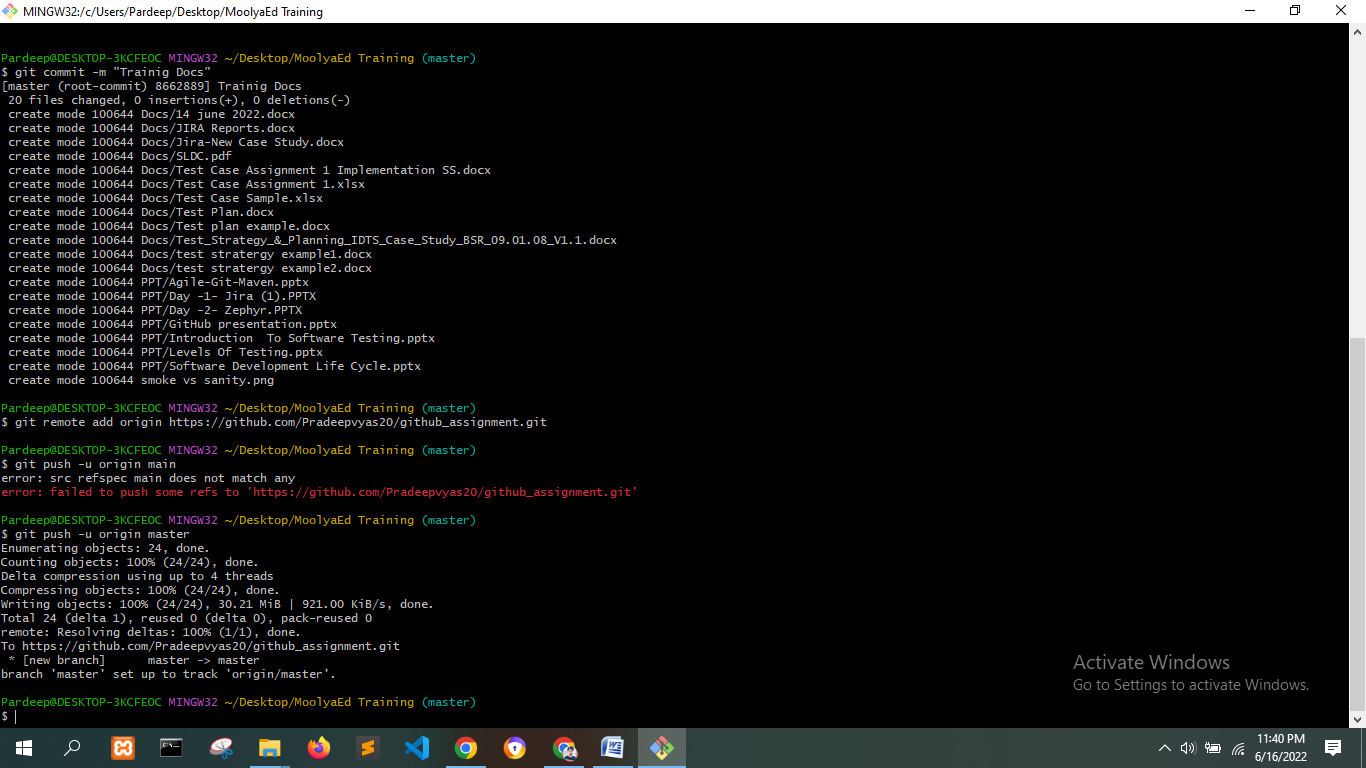 MINGW32:/c/Users/Pardeep/Desktop/MoolyaEd Training
Pardeep@DESKTOP-3KCFEOC MINGW32 ~/Desktop/MoolyaEd Training (master)
$ git commit -m "Trainig Docs"
[master (root-commit) 8662889] Trainig Docs
 20 files changed, 0 insertions(+), 0 deletions(-)
 create mode 100644 Docs/14 june 2022.docx
 create mode 100644 Docs/JIRA Reports.docx
 create mode 100644 Docs/Jira-New Case Study.docx
 create mode 100644 Docs/SLDC.pdf
 create mode 100644 Docs/Test Case Assignment 1 Implementation SS.docx
 create mode 100644 Docs/Test Case Assignment 1.xlsx
 create mode 100644 Docs/Test Case Sample.xlsx
 create mode 100644 Docs/Test Plan.docx
 create mode 100644 Docs/Test plan example.docx
 create mode 100644 Docs/Test_Strategy_&_Planning_IDTS_Case_Study_BSR_09.01.08_V1.1.docx
 create mode 100644 Docs/test stratergy example1.docx
 create mode 100644 Docs/test stratergy example2.docx
 create mode 100644 PPT/Agile-Git-Maven.pptx
 create mode 100644 PPT/Day -1- Jira (1).PPTX
 create mode 100644 PPT/Day -2- Zephyr.PPTX
 create mode 100644 PPT/GitHub presentation.pptx
 create mode 100644 PPT/Introduction  To Software Testing.pptx
 create mode 100644 PPT/Levels Of Testing.pptx
 create mode 100644 PPT/Software Development Life Cycle.pptx
 create mode 100644 smoke vs sanity.png
Pardeep@DESKTOP-3KCFEOC MINGW32 ~/Desktop/MoolyaEd Training (master)
$ git remote add origin https://github.com/Pradeepvyas20/github_assignment.git
Pardeep@DESKTOP-3KCFEOC MINGW32 ~/Desktop/MoolyaEd Training (master)
$ git push -u origin main
error: src refspec main does not match any
error: failed to push some refs to 'https://github.com/Pradeepvyas20/github_assignment.git'
Pardeep@DESKTOP-3KCFEOC MINGW32 ~/Desktop/MoolyaEd Training (master)
$ git push -u origin master
Enumerating objects: 24, done.
Counting objects: 100% (24/24), done.
Delta compression using up to 4 threads
Compressing objects: 100% (24/24), done.
Writing objects: 100% (24/24), 30.21 MiB | 921.00 KiB/s, done.
Total 24 (delta 1), reused 0 (delta 0), pack-reused 0
remote: Resolving deltas: 100% (1/1), done.
To https://github.com/Pradeepvyas20/github_assignment.git
 * [new branch]      master -> master
branch 'master' set up to track 'origin/master'.
Pardeep@DESKTOP-3KCFEOC MINGW32 ~/Desktop/MoolyaEd Training (master)
$
Activate Windows
Go to Settings to activate Windows.
11:40 PM
6/16/2022